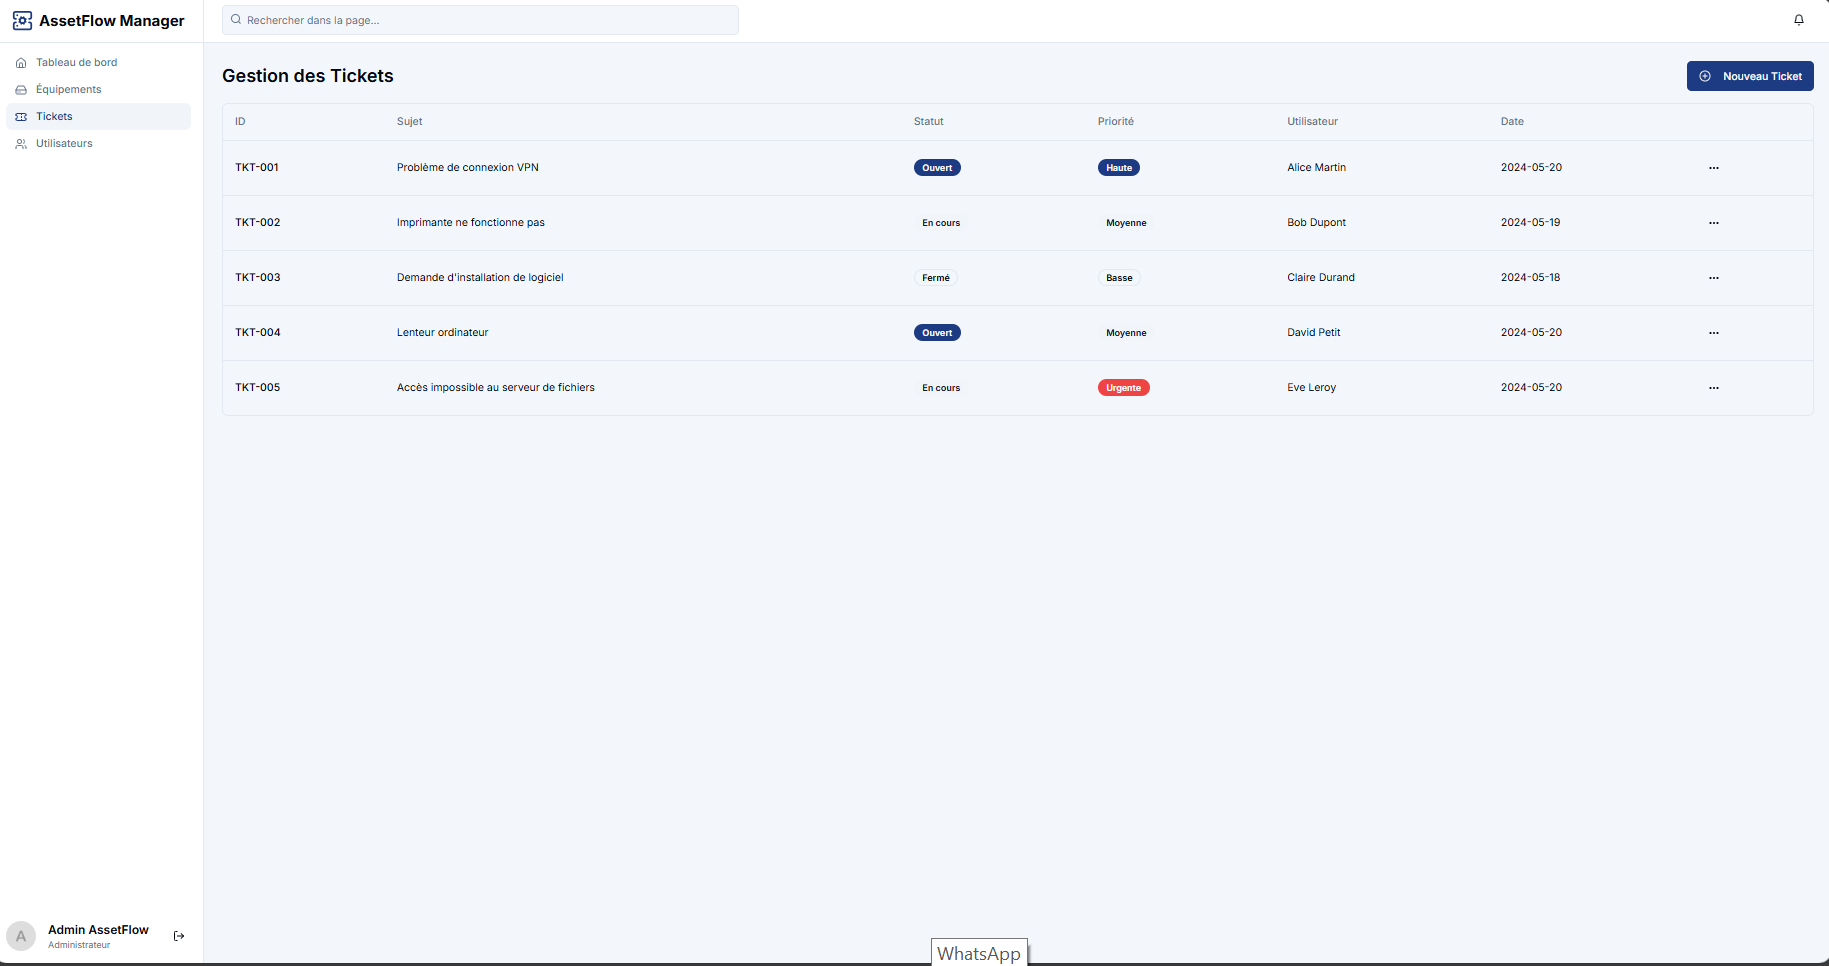 AssetFlow Manager
Rechercher dans la page...
Tableau de bord
Équipements
Tickets
Utilisateurs
Gestion des Tickets
Nouveau Ticket
ID Sujet Statut Priorité Utilisateur Date
TKT-001 Problème de connexion VPN Ouvert Haute Alice Martin 2024-05-20 ...
TKT-002 Imprimante ne fonctionne pas En cours Moyenne Bob Dupont 2024-05-19 ...
TKT-003 Demande d'installation de logiciel Fermé Basse Claire Durand 2024-05-18 ...
TKT-004 Lenteur ordinateur Ouvert Moyenne David Petit 2024-05-20 ...
TKT-005 Accès impossible au serveur de fichiers En cours Urgente Eve Leroy 2024-05-20 ...
A
Admin AssetFlow
Administrateur
WhatsApp